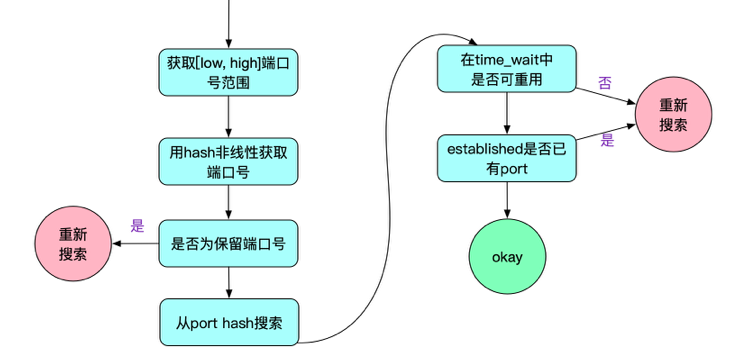 获取[low, high]端口
号范围
用hash非线性获取
端口号
是否为保留端口号
是
重新
搜索
从port hash搜索
在time_wait中
是否可重用
否
established是否已
有port
是
重新
搜索
okay